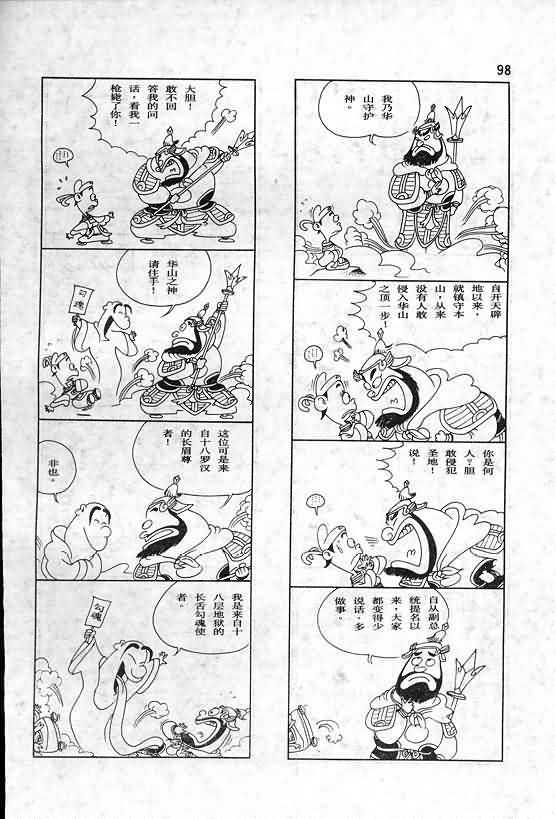 98
我乃华
山守护
神。
自开天辟
地以来，
就镇守本
山，从来
没有人敢
侵入华山
之顶一步！
你是何
人？胆
敢侵犯
圣地！
说！
自从副总
统提名以
来，大家
都变得少
说话，多
做事。
大胆！
敢不回
答我的问
话，看我一
枪毙了你！
华山之神
请住手！
勾魂
这位可是来
自十八罗汉
的长眉尊
者！
非也。
我是来自十
八层地狱的
长舌勾魂使
者。
勾魂